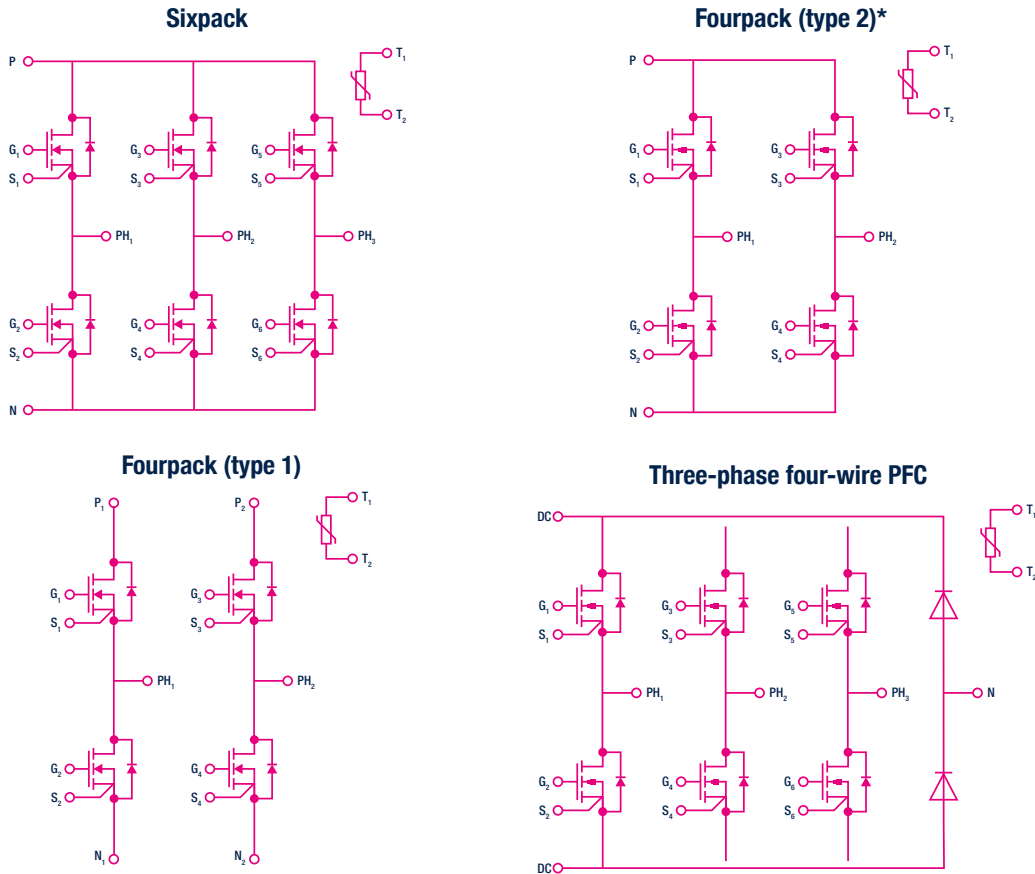 Sixpack
P
T₁
T₂
G₁
G₃
G₅
S₁
S₃
S₅
PH₁
PH₂
PH₃
G₂
G₄
G₆
S₂
S₄
S₆
N
Fourpack (type 2)*
P
T₁
T₂
G₁
G₃
S₁
S₃
PH₁
PH₂
G₂
G₄
S₂
S₄
N
Fourpack (type 1)
P₁
P₂
T₁
T₂
G₁
G₃
S₁
S₃
PH₁
PH₂
G₂
G₄
S₂
S₄
N₁
N₂
Three-phase four-wire PFC
DC
T₁
T₂
G₁
G₃
G₅
S₁
S₃
S₅
PH₁
PH₂
PH₃
N
G₂
G₄
G₆
S₂
S₄
S₆
DC